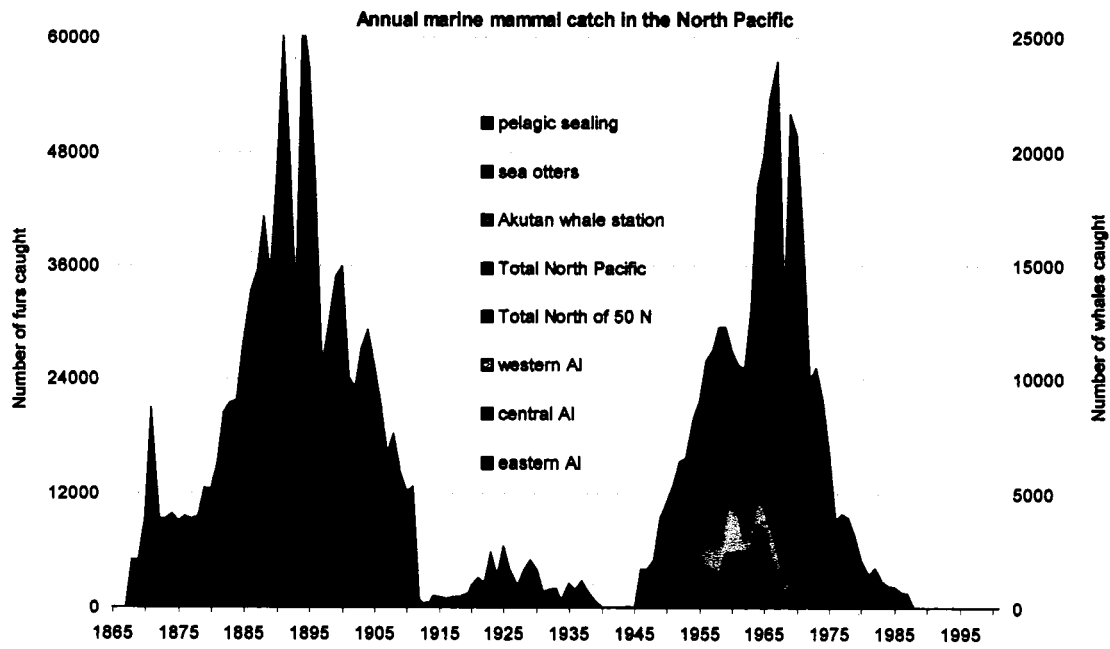 Annual marine mammal catch in the North Pacific
60000
48000
36000
24000
12000
0
Number of furs caught
pelagic sealing
sea otters
Akutan whale station
Total North Pacific
Total North of 50 N
western AI
central AI
eastern AI
25000
20000
15000
10000
5000
0
Number of whales caught
1865 1875 1885 1895 1905 1915 1925 1935 1945 1955 1965 1975 1985 1995